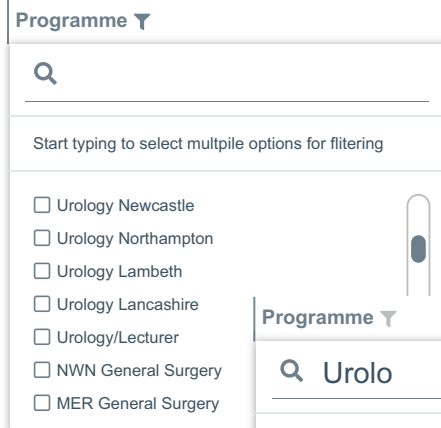 Programme
Start typing to select multpile options for flitering
Urology Newcastle
Urology Northampton
Urology Lambeth
Urology Lancashire
Urology/Lecturer
NWN General Surgery
MER General Surgery
Programme
Urolo